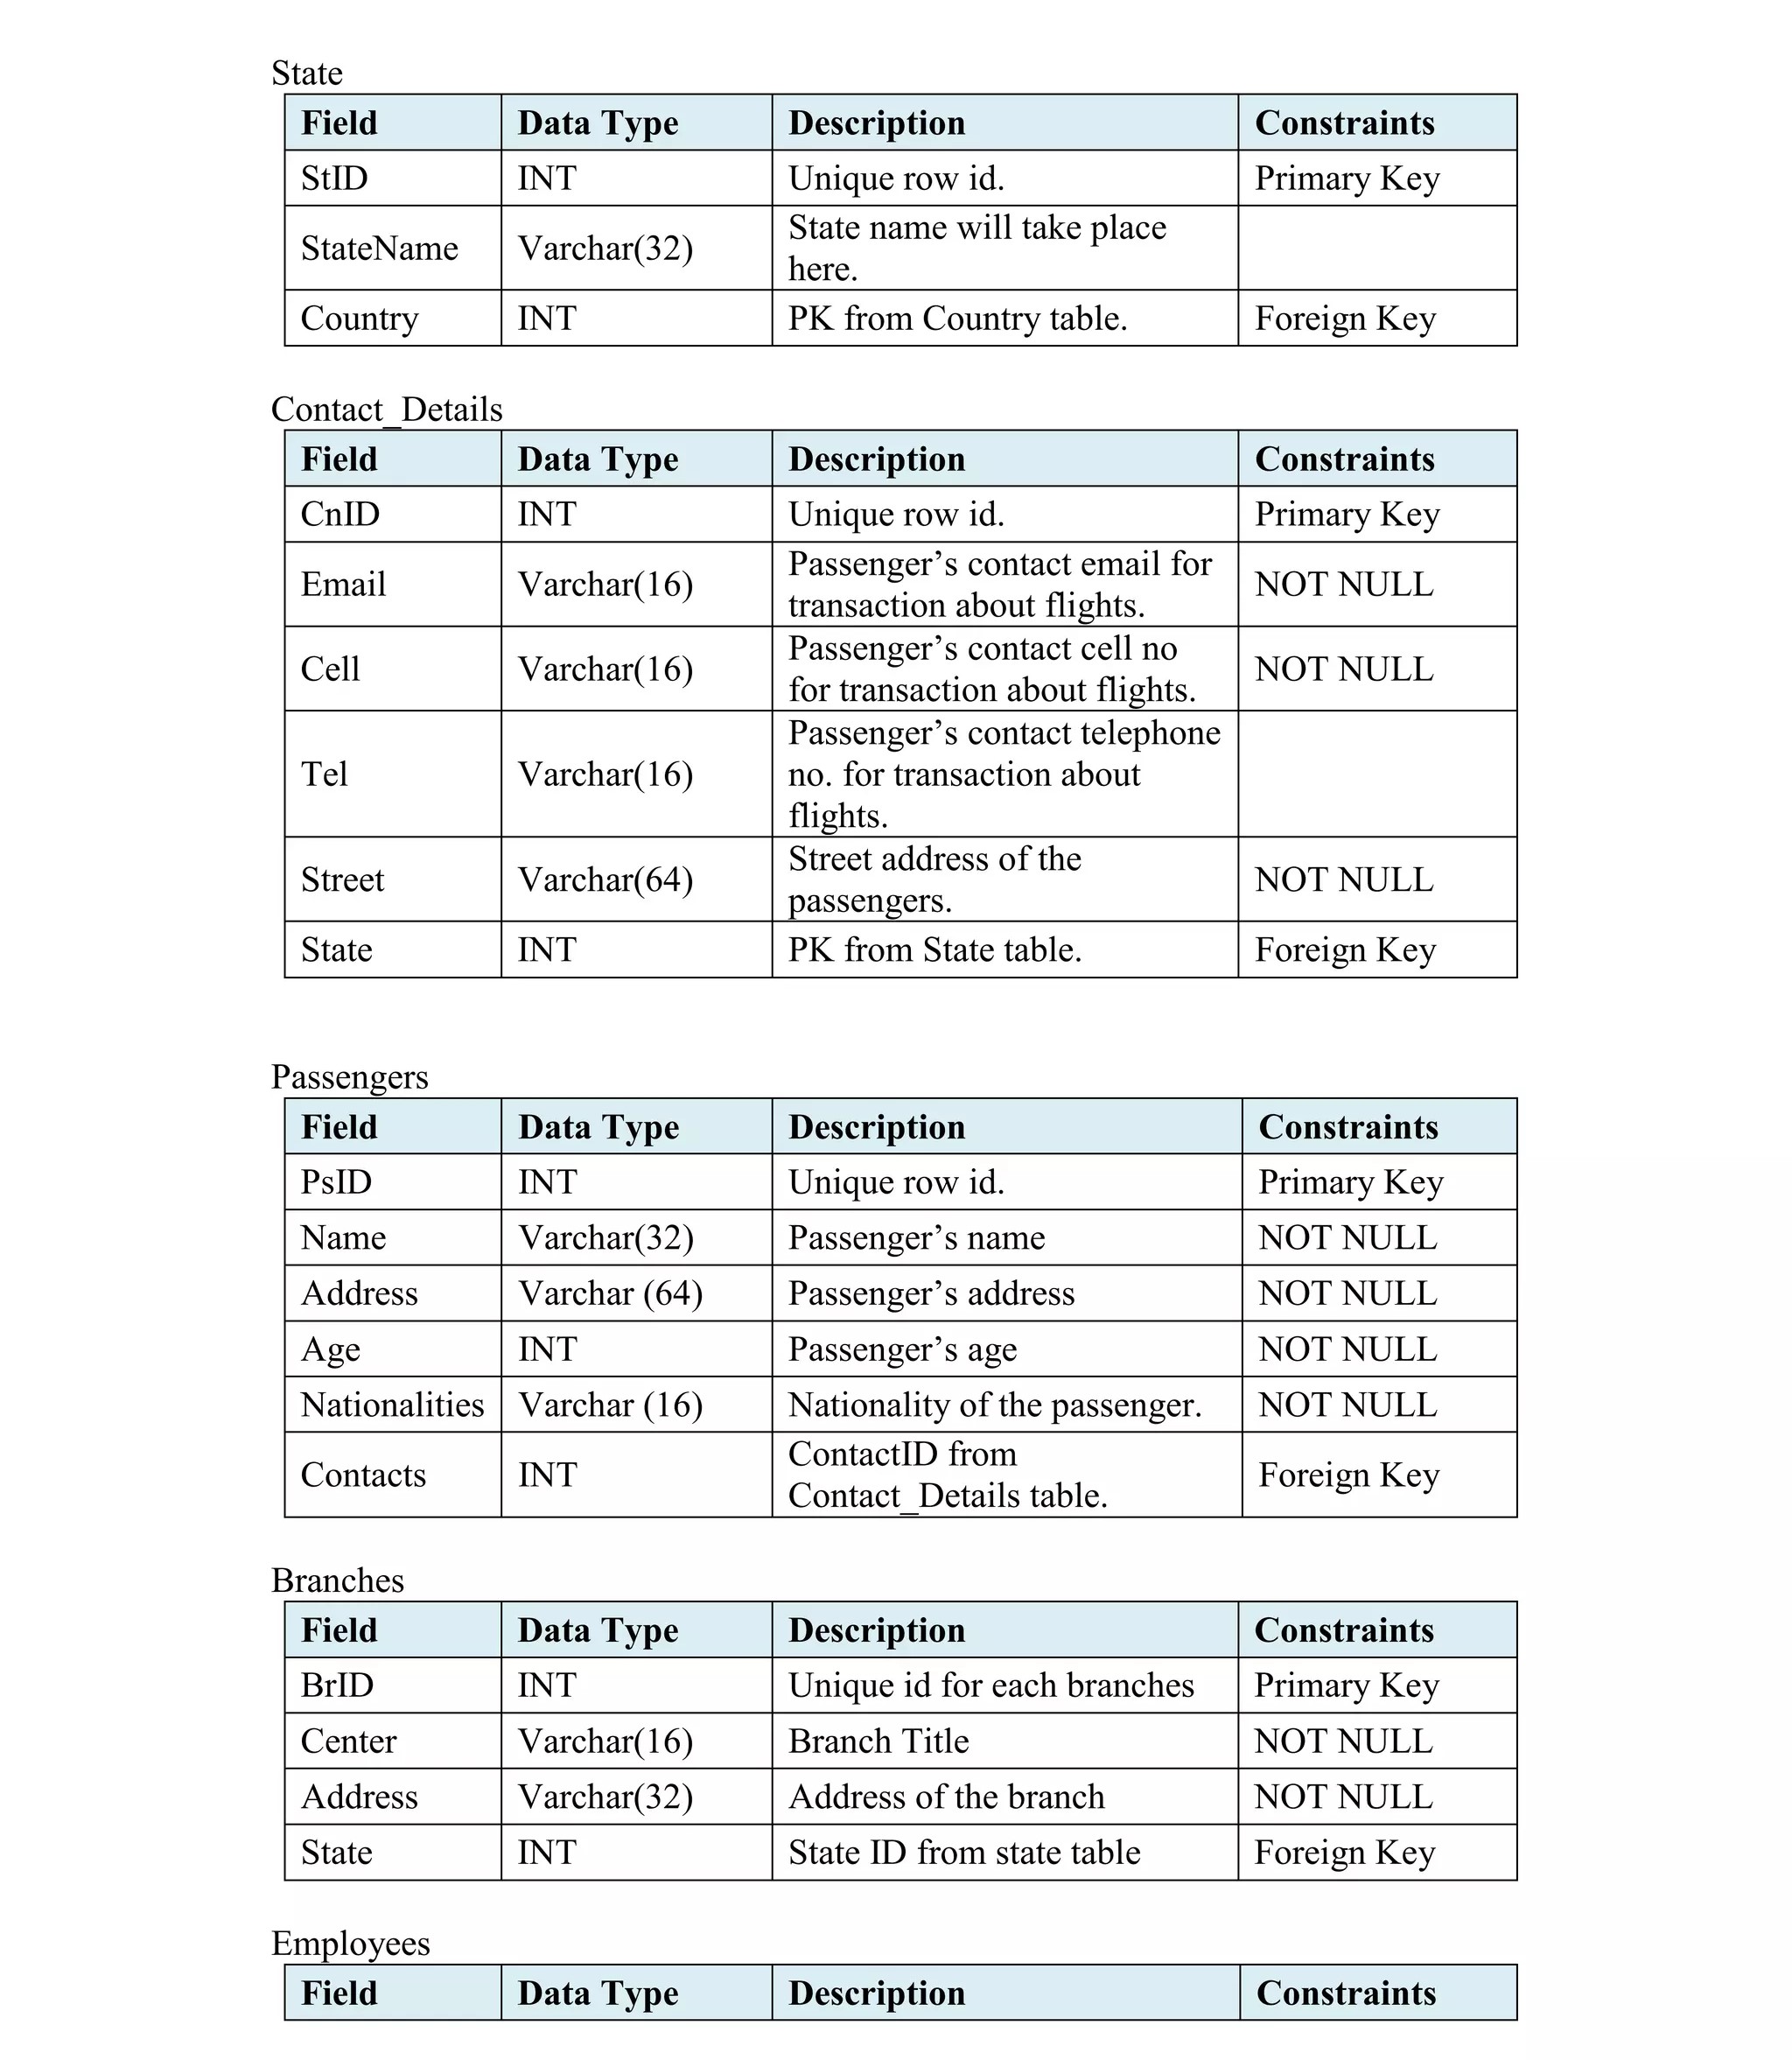 State
Field Data Type Description Constraints
StID INT Unique row id. Primary Key
StateName Varchar(32) State name will take place
here.
Country INT PK from Country table. Foreign Key
Contact_Details
Field Data Type Description Constraints
CnID INT Unique row id. Primary Key
Email Varchar(16) Passenger’s contact email for
transaction about flights. NOT NULL
Cell Varchar(16) Passenger’s contact cell no
for transaction about flights. NOT NULL
Tel Varchar(16) Passenger’s contact telephone
no. for transaction about
flights.
Street Varchar(64) Street address of the
passengers. NOT NULL
State INT PK from State table. Foreign Key
Passengers
Field Data Type Description Constraints
PsID INT Unique row id. Primary Key
Name Varchar(32) Passenger’s name NOT NULL
Address Varchar (64) Passenger’s address NOT NULL
Age INT Passenger’s age NOT NULL
Nationalities Varchar (16) Nationality of the passenger. NOT NULL
Contacts INT ContactID from
Contact_Details table. Foreign Key
Branches
Field Data Type Description Constraints
BrID INT Unique id for each branches Primary Key
Center Varchar(16) Branch Title NOT NULL
Address Varchar(32) Address of the branch NOT NULL
State INT State ID from state table Foreign Key
Employees
Field Data Type Description Constraints